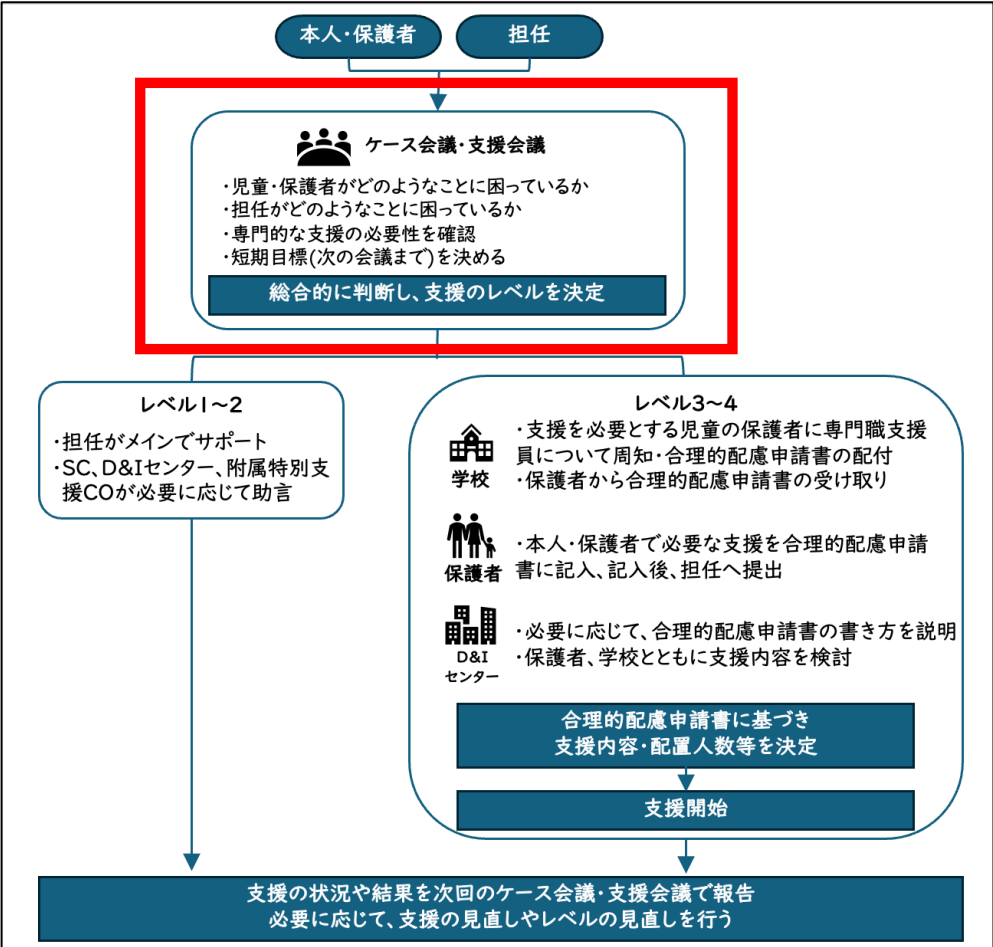 本人・保護者
担任
ケース会議・支援会議
・児童・保護者がどのようなことに困っているか
・担任がどのようなことに困っているか
・専門的な支援の必要性を確認
・短期目標(次の会議まで)を決める
総合的に判断し、支援のレベルを決定
レベル1~2
・担任がメインでサポート
・SC、D&Iセンター、附属特別支
援COが必要に応じて助言
レベル3~4
学校
・支援を必要とする児童の保護者に専門職支援
員について周知・合理的配慮申請書の配付
・保護者から合理的配慮申請書の受け取り
保護者
・本人・保護者で必要な支援を合理的配慮申請
書に記入、記入後、担任へ提出
D&I
センター
・必要に応じて、合理的配慮申請書の書き方を説明
・保護者、学校とともに支援内容を検討
合理的配慮申請書に基づき
支援内容・配置人数等を決定
支援開始
支援の状況や結果を次回のケース会議・支援会議で報告
必要に応じて、支援の見直しやレベルの見直しを行う